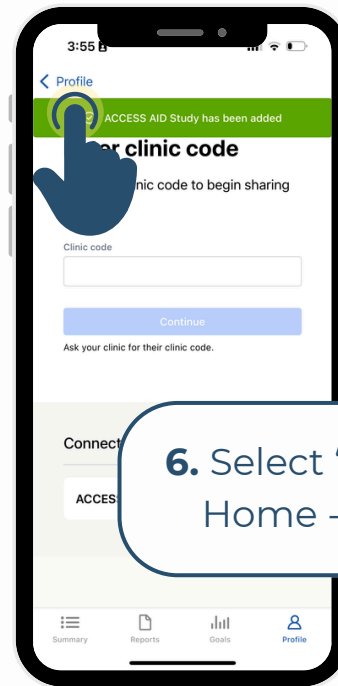 3:55
Profile
ACCESS AID Study has been added
er clinic code
nic code to begin sharing
Clinic code
Continue
Ask your clinic for their clinic code.
Connect
ACCES
6. Select "
Home -
Summary
Reports
Goals
Profile